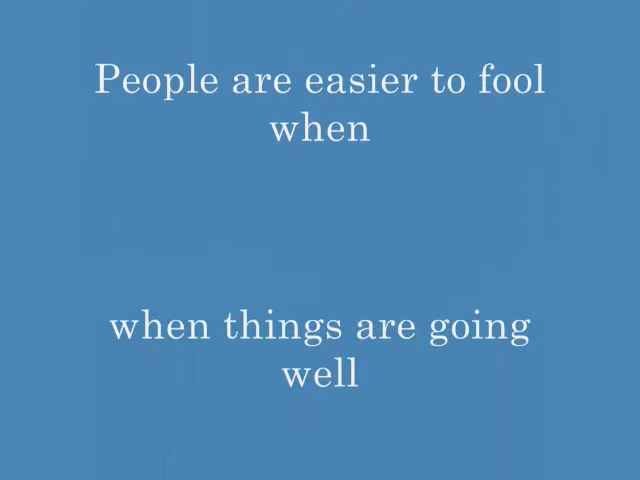 People are easier to fool
when
when things are going
well